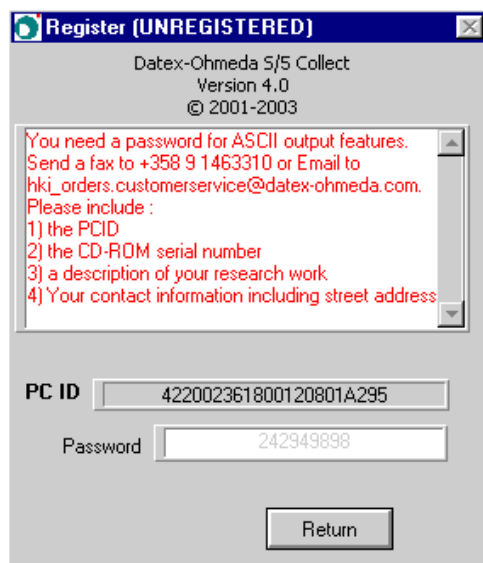 Register (UNREGISTERED)
Datex-Ohmeda S/5 Collect
Version 4.0
© 2001-2003
You need a password for ASCII output features.
Send a fax to +358 9 1463310 or Email to
hki_orders.customerservice@datex-ohmeda.com.
Please include :
1) the PCID
2) the CD-ROM serial number
3) a description of your research work
4) Your contact information including street address
PC ID 422002361800120801A295
Password 242949898
Return